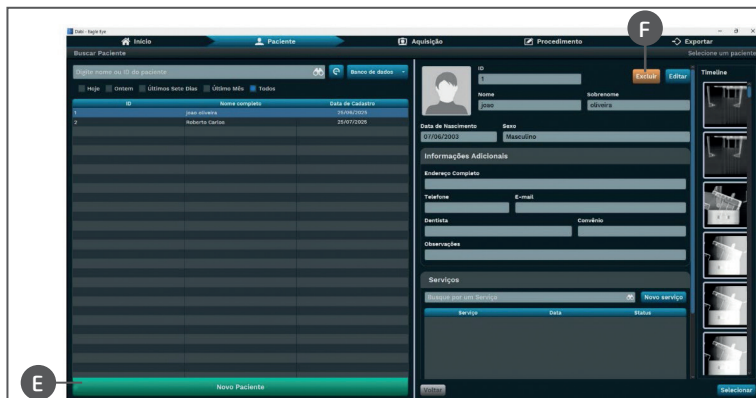 F
Dabi - Eagle Eye
Início
Paciente
Aquisição
Procedimento
Exportar
Buscar Paciente
Selecione um paciente
Digite nome ou ID do paciente
Banco de dados
Hoje
Ontem
Últimos Sete Dias
Último Mês
Todos
ID
Nome completo
Data de Cadastro
1
joao oliveira
25/06/2025
2
Roberto Carlos
25/07/2025
ID
1
Excluir
Editar
Timeline
Nome
Sobrenome
joao
oliveira
Data de Nascimento
Sexo
07/06/2002
Masculino
Informações Adicionais
Endereço Completo
Telefone
E-mail
Dentista
Convênio
Observações
Serviços
Busque por um Serviço
Novo serviço
Serviço
Data
Status
E
Novo Paciente
Voltar
Selecionar